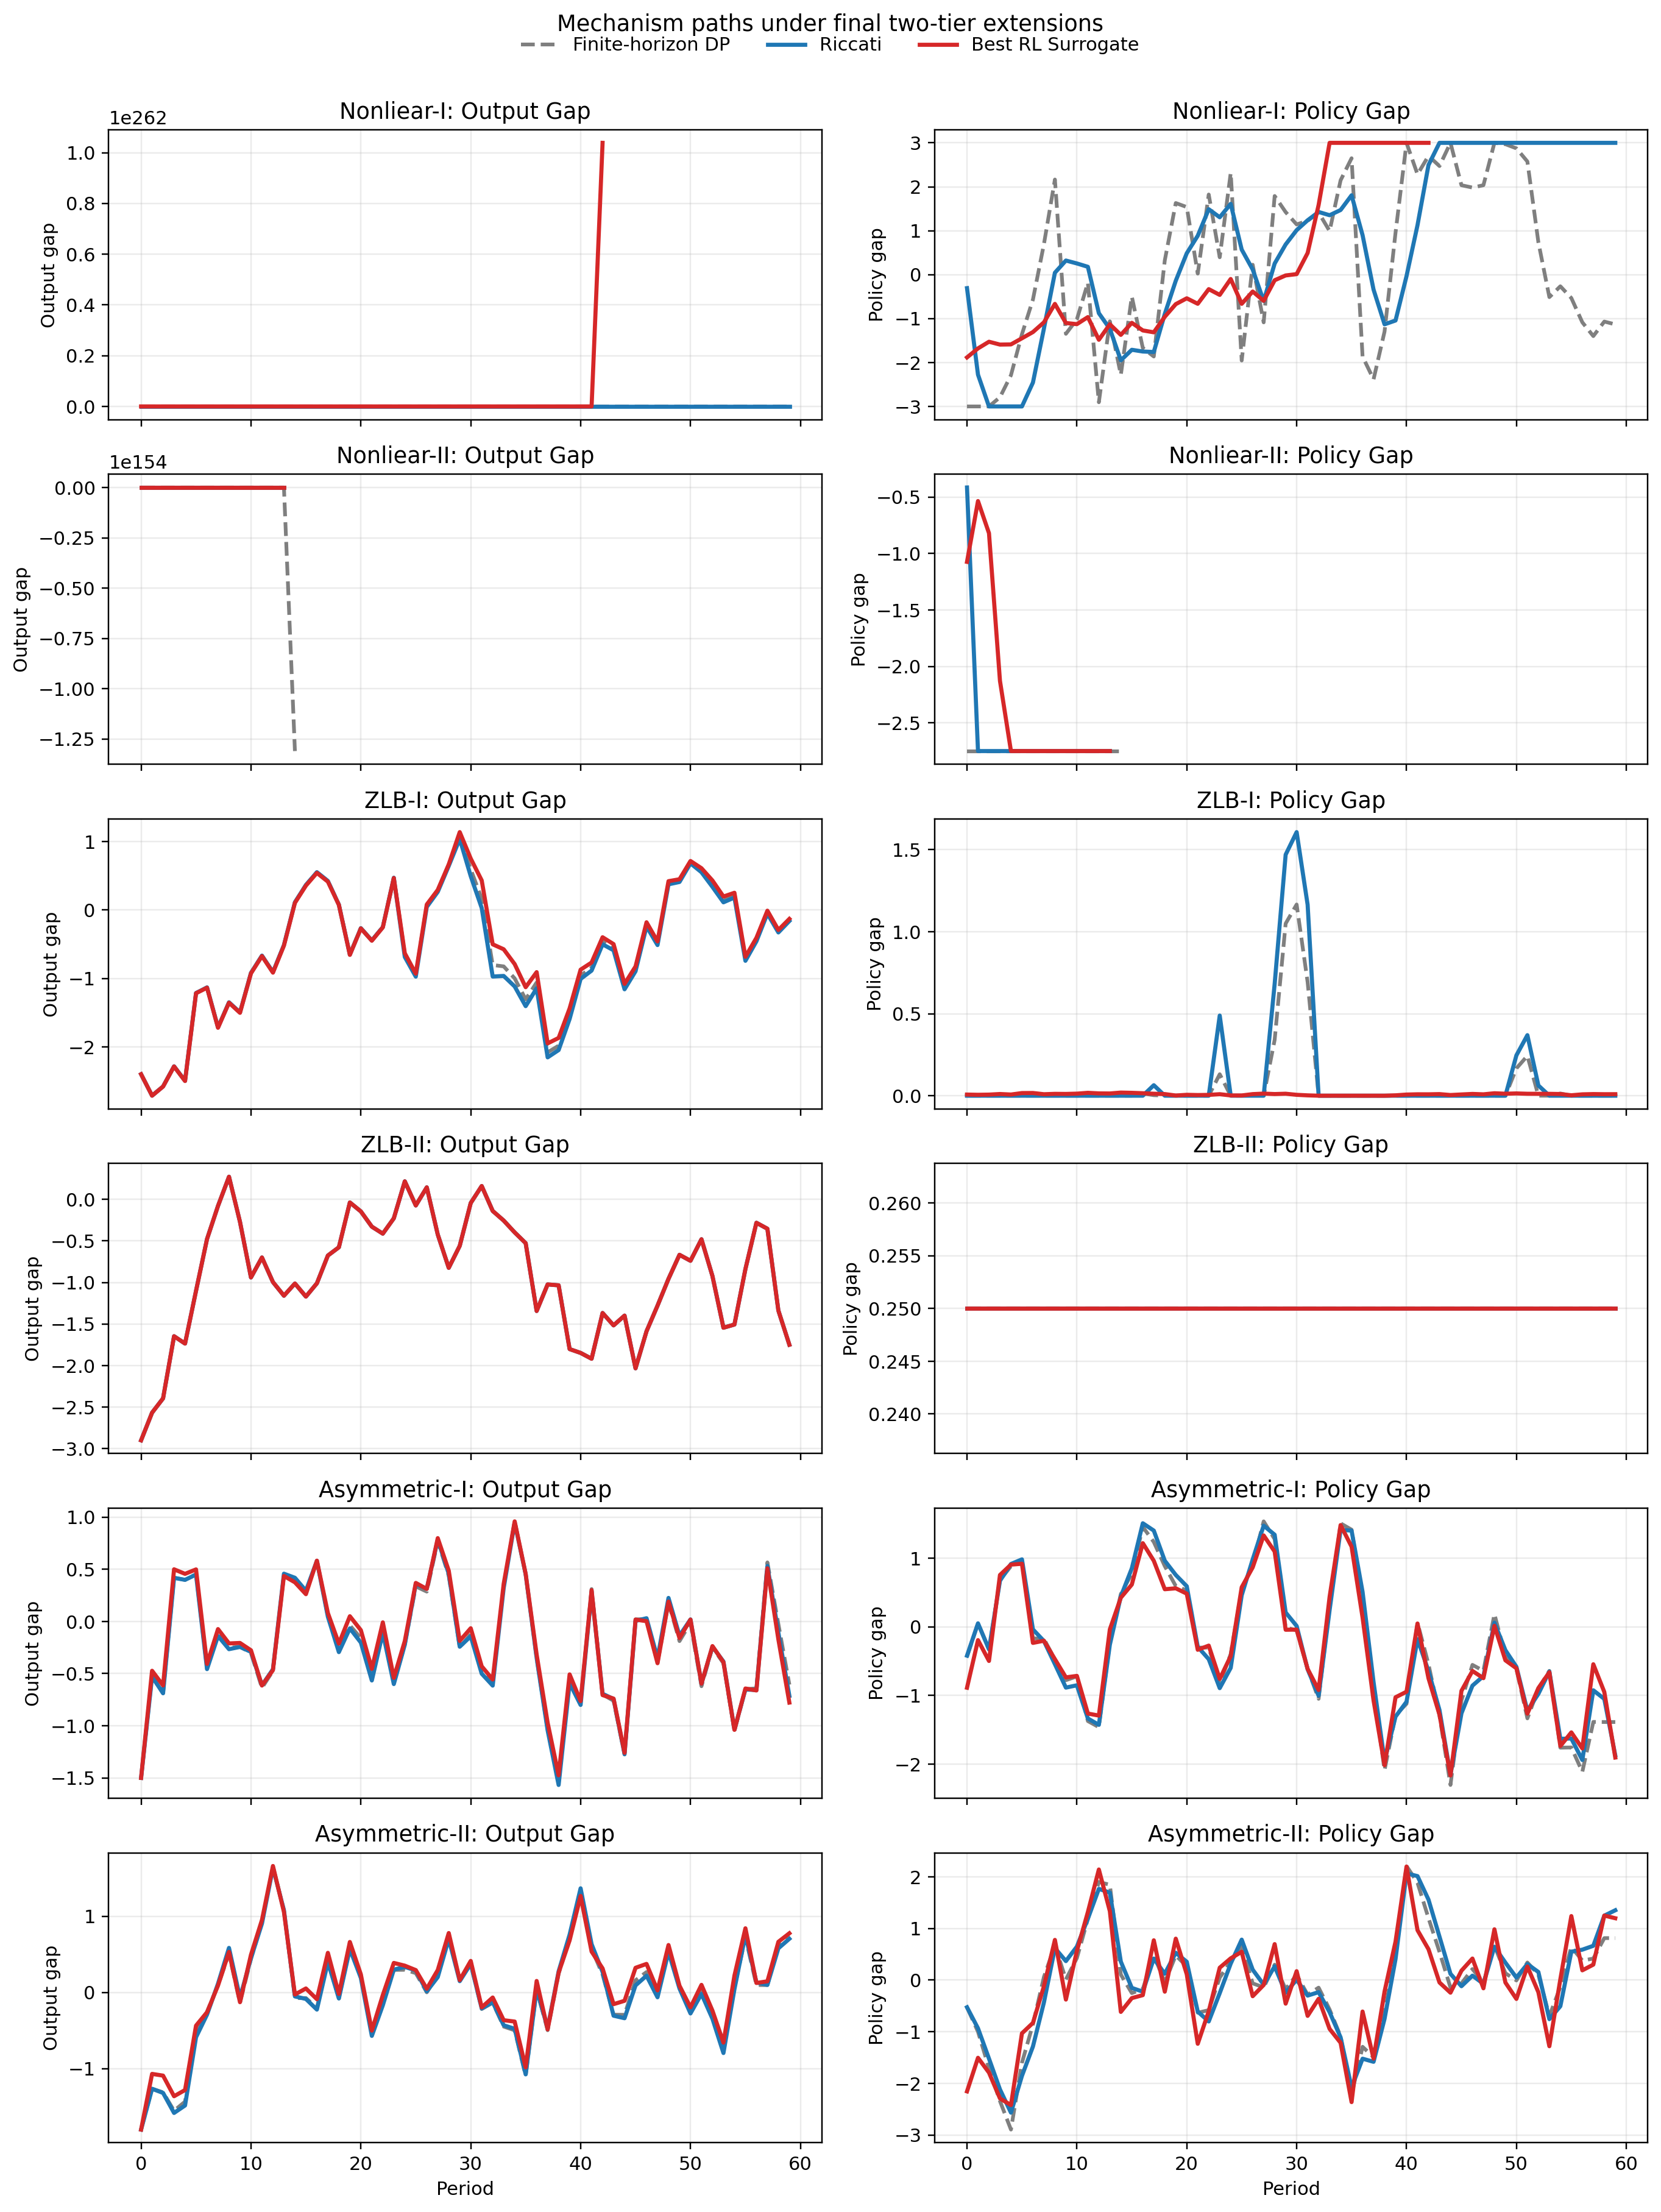 Mechanism paths under final two-tier extensions
Finite-horizon DP Riccati Best RL Surrogate
Nonliear-I: Output Gap
1e262
Output gap
1.0
0.8
0.6
0.4
0.2
0.0
Nonliear-I: Policy Gap
Policy gap
3
2
1
0
−1
−2
−3
Nonliear-II: Output Gap
1e154
Output gap
0.00
−0.25
−0.50
−0.75
−1.00
−1.25
Nonliear-II: Policy Gap
Policy gap
−0.5
−1.0
−1.5
−2.0
−2.5
ZLB-I: Output Gap
Output gap
1
0
−1
−2
ZLB-I: Policy Gap
Policy gap
1.5
1.0
0.5
0.0
ZLB-II: Output Gap
Output gap
0.0
−0.5
−1.0
−1.5
−2.0
−2.5
−3.0
ZLB-II: Policy Gap
Policy gap
0.260
0.255
0.250
0.245
0.240
Asymmetric-I: Output Gap
Output gap
1.0
0.5
0.0
−0.5
−1.0
−1.5
Asymmetric-I: Policy Gap
Policy gap
1
0
−1
−2
Asymmetric-II: Output Gap
Output gap
1
0
−1
0 10 20 30 40 50 60
Period
Asymmetric-II: Policy Gap
Policy gap
2
1
0
−1
−2
−3
0 10 20 30 40 50 60
Period